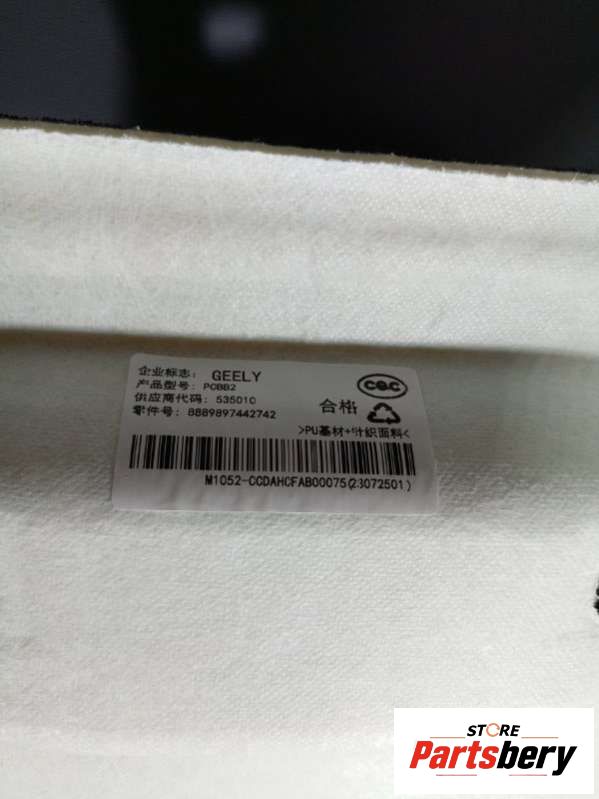 企业标志: GEELY
产品型号: PCBB2
供应商代码: 535010
零件号: 8889897442742
CQC
合格
>PU基材+针织面料<
M1052-CCDAHCFAB00075(23072501)
STORE
Partsbery